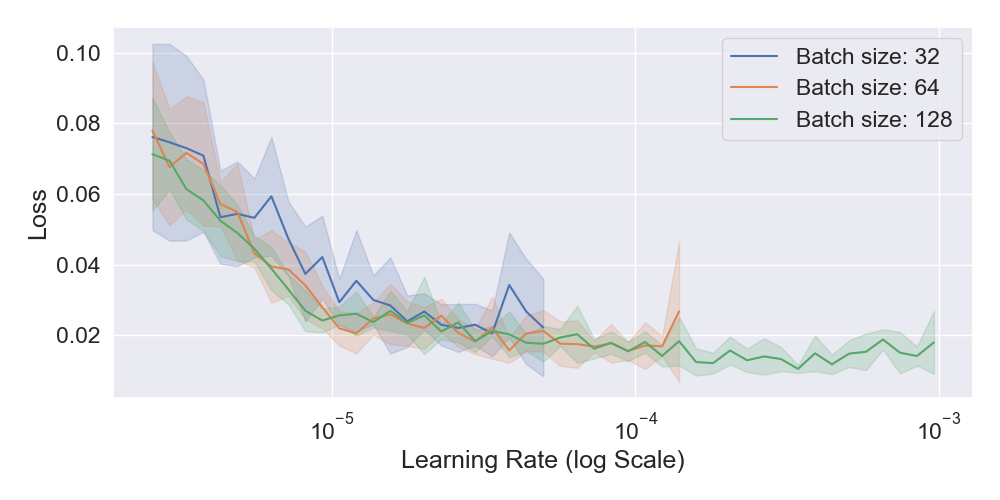 Batch size: 32
Batch size: 64
Batch size: 128
0.10
0.08
0.06
0.04
0.02
Loss
10⁻⁵
10⁻⁴
10⁻³
Learning Rate (log Scale)